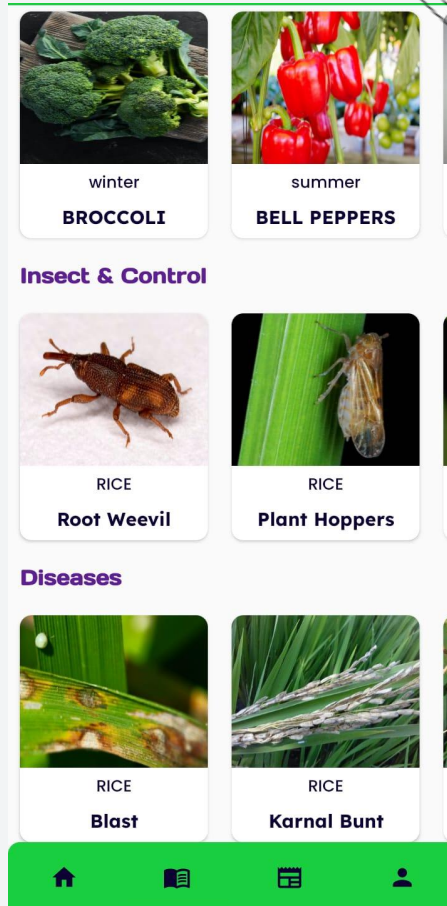 winter
BROCCOLI
summer
BELL PEPPERS
Insect & Control
RICE
Root Weevil
RICE
Plant Hoppers
Diseases
RICE
Blast
RICE
Karnal Bunt